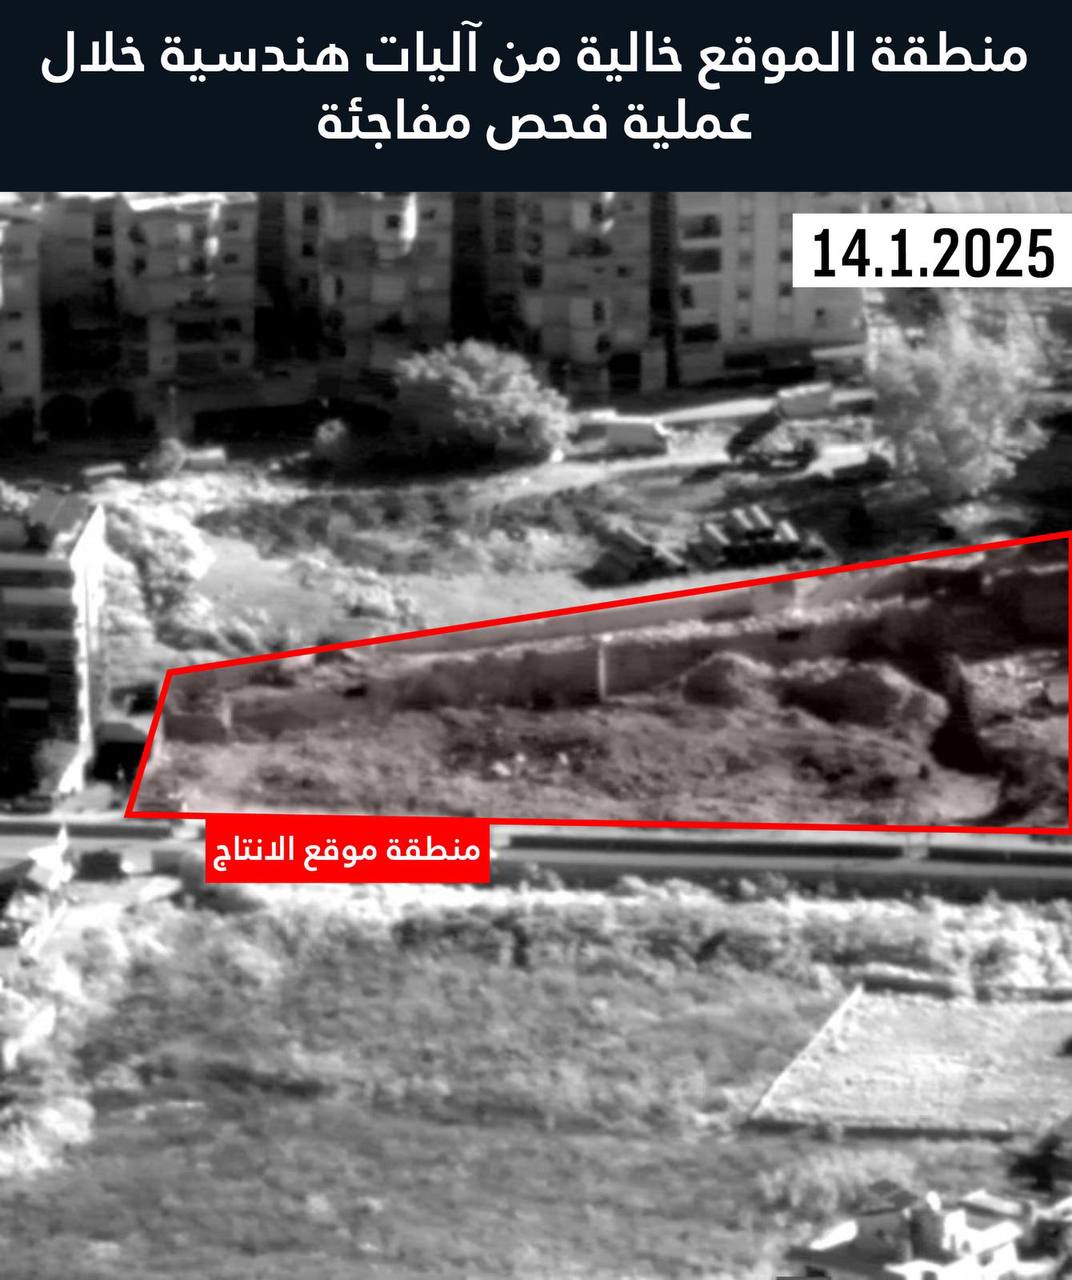 منطقة الموقع خالية من آليات هندسية خلال
عملية فحص مفاجئة
14.1.2025
منطقة موقع الانتاج